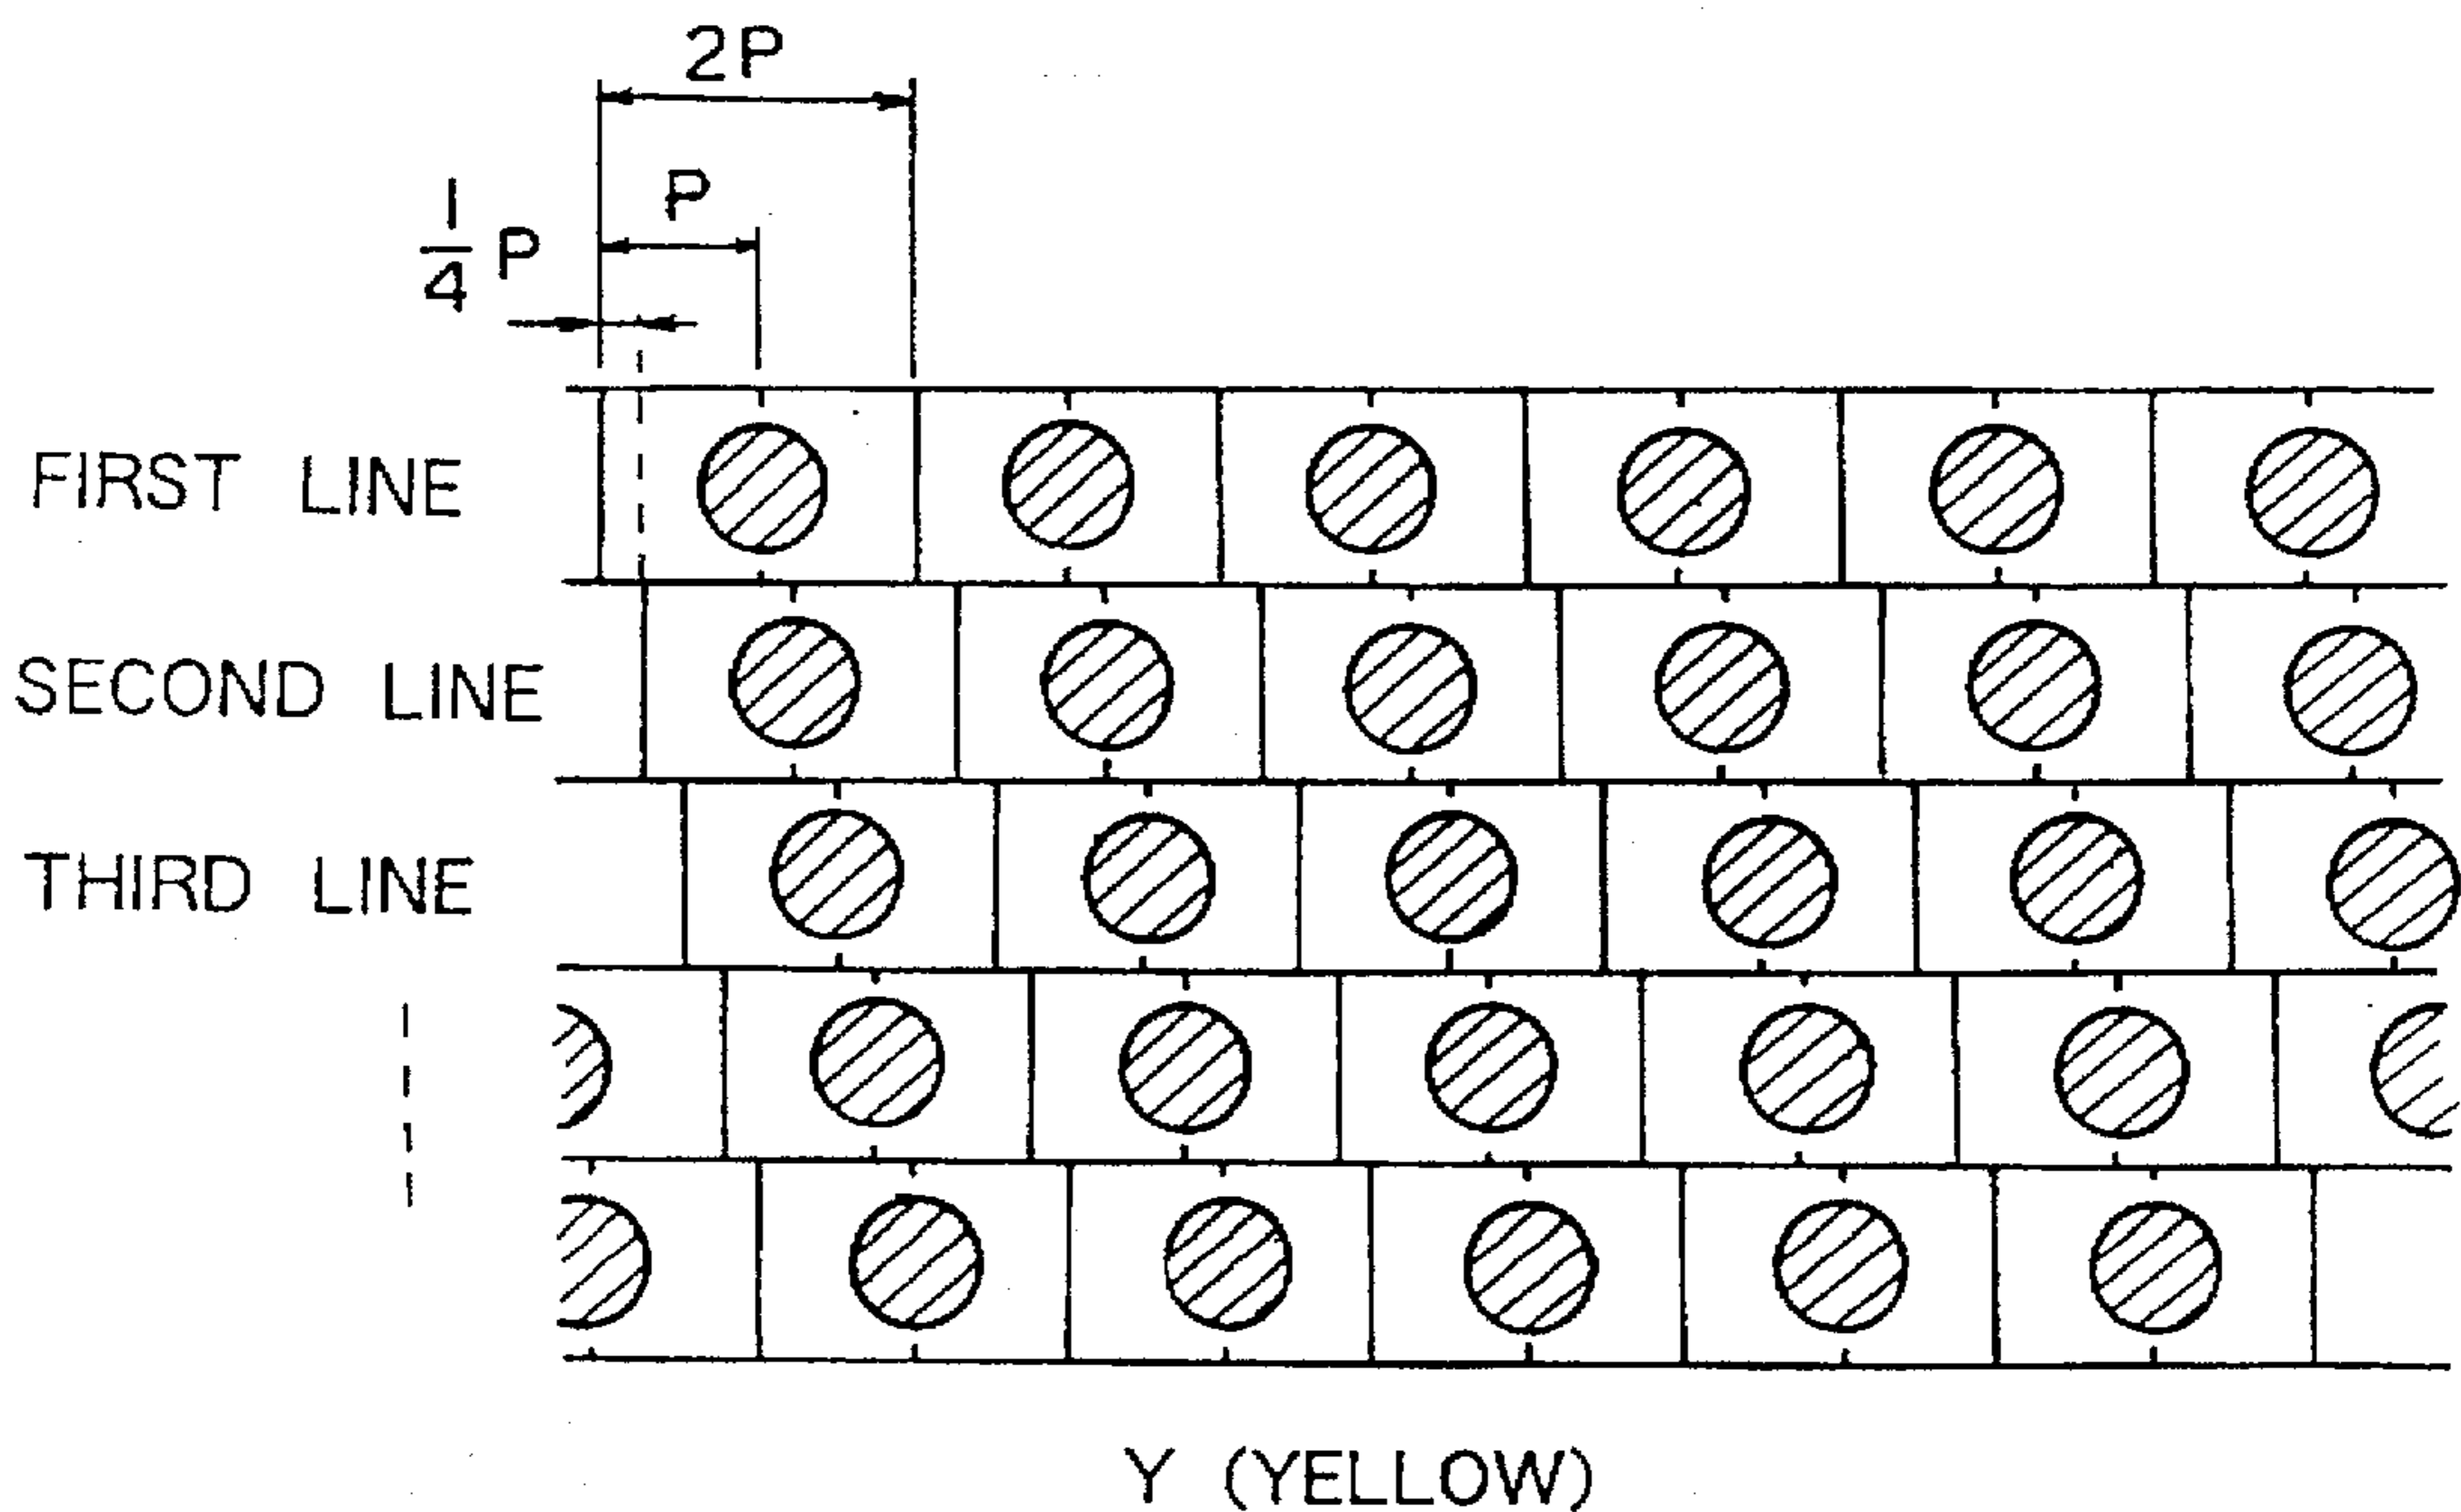 2P
P
1/4 P
FIRST LINE
SECOND LINE
THIRD LINE
Y (YELLOW)